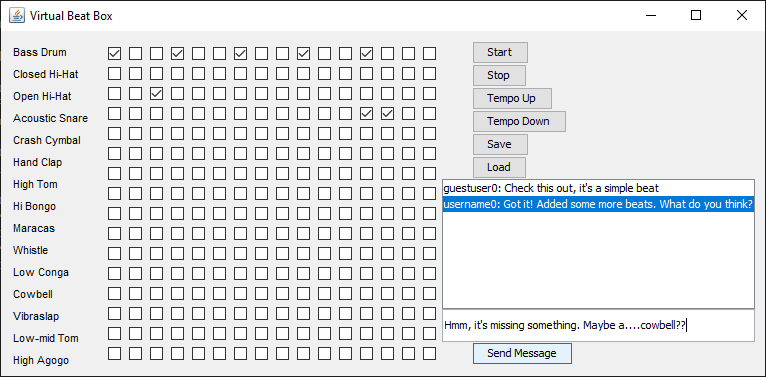 Virtual Beat Box
Bass Drum
Closed Hi-Hat
Open Hi-Hat
Acoustic Snare
Crash Cymbal
Hand Clap
High Tom
Hi Bongo
Maracas
Whistle
Low Conga
Cowbell
Vibraslap
Low-mid Tom
High Agogo
Start
Stop
Tempo Up
Tempo Down
Save
Load
guestuser0: Check this out, it's a simple beat
username0: Got it! Added some more beats. What do you think?
Hmm, it's missing something. Maybe a....cowbell??
Send Message